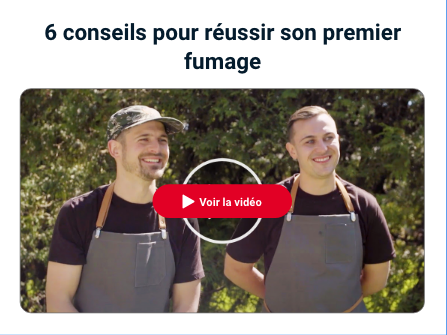 6 conseils pour réussir son premier
fumage
Voir la vidéo